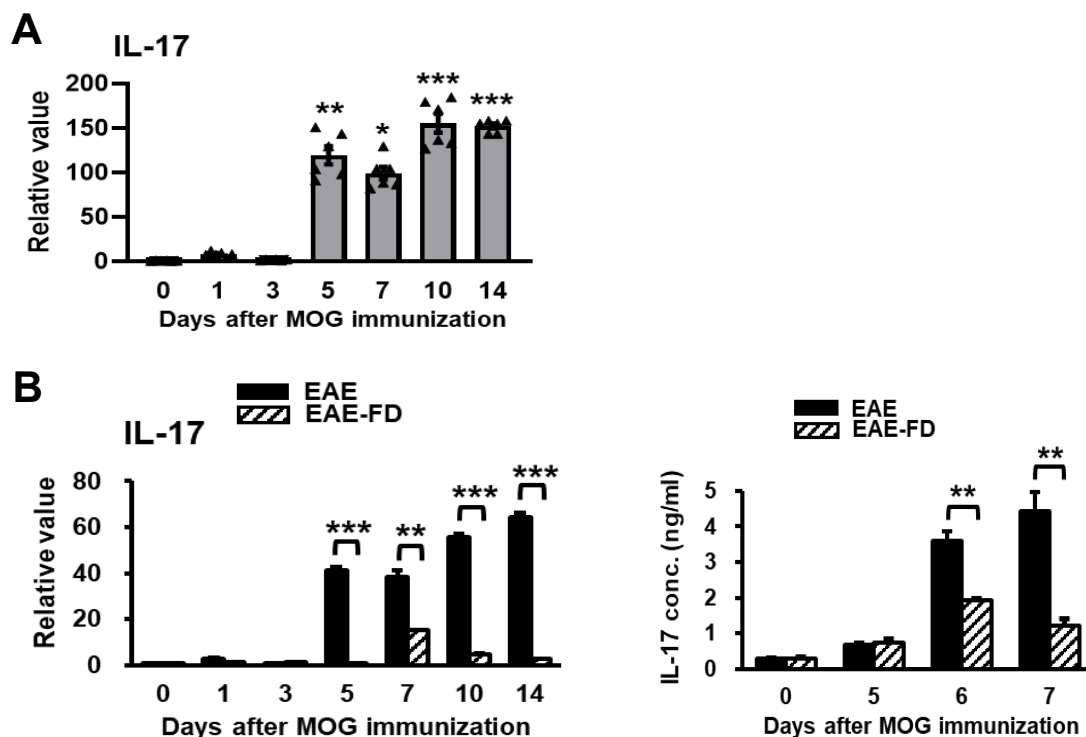 A
IL-17
Relative value
200
150
100
50
0
** * *** ***
0 1 3 5 7 10 14
Days after MOG immunization
B
EAE
EAE-FD
IL-17
Relative value
80
60
40
20
0
*** ** *** ***
0 1 3 5 7 10 14
Days after MOG immunization
EAE
EAE-FD
IL-17 conc. (ng/ml)
5
4
3
2
1
0
** **
0 5 6 7
Days after MOG immunization